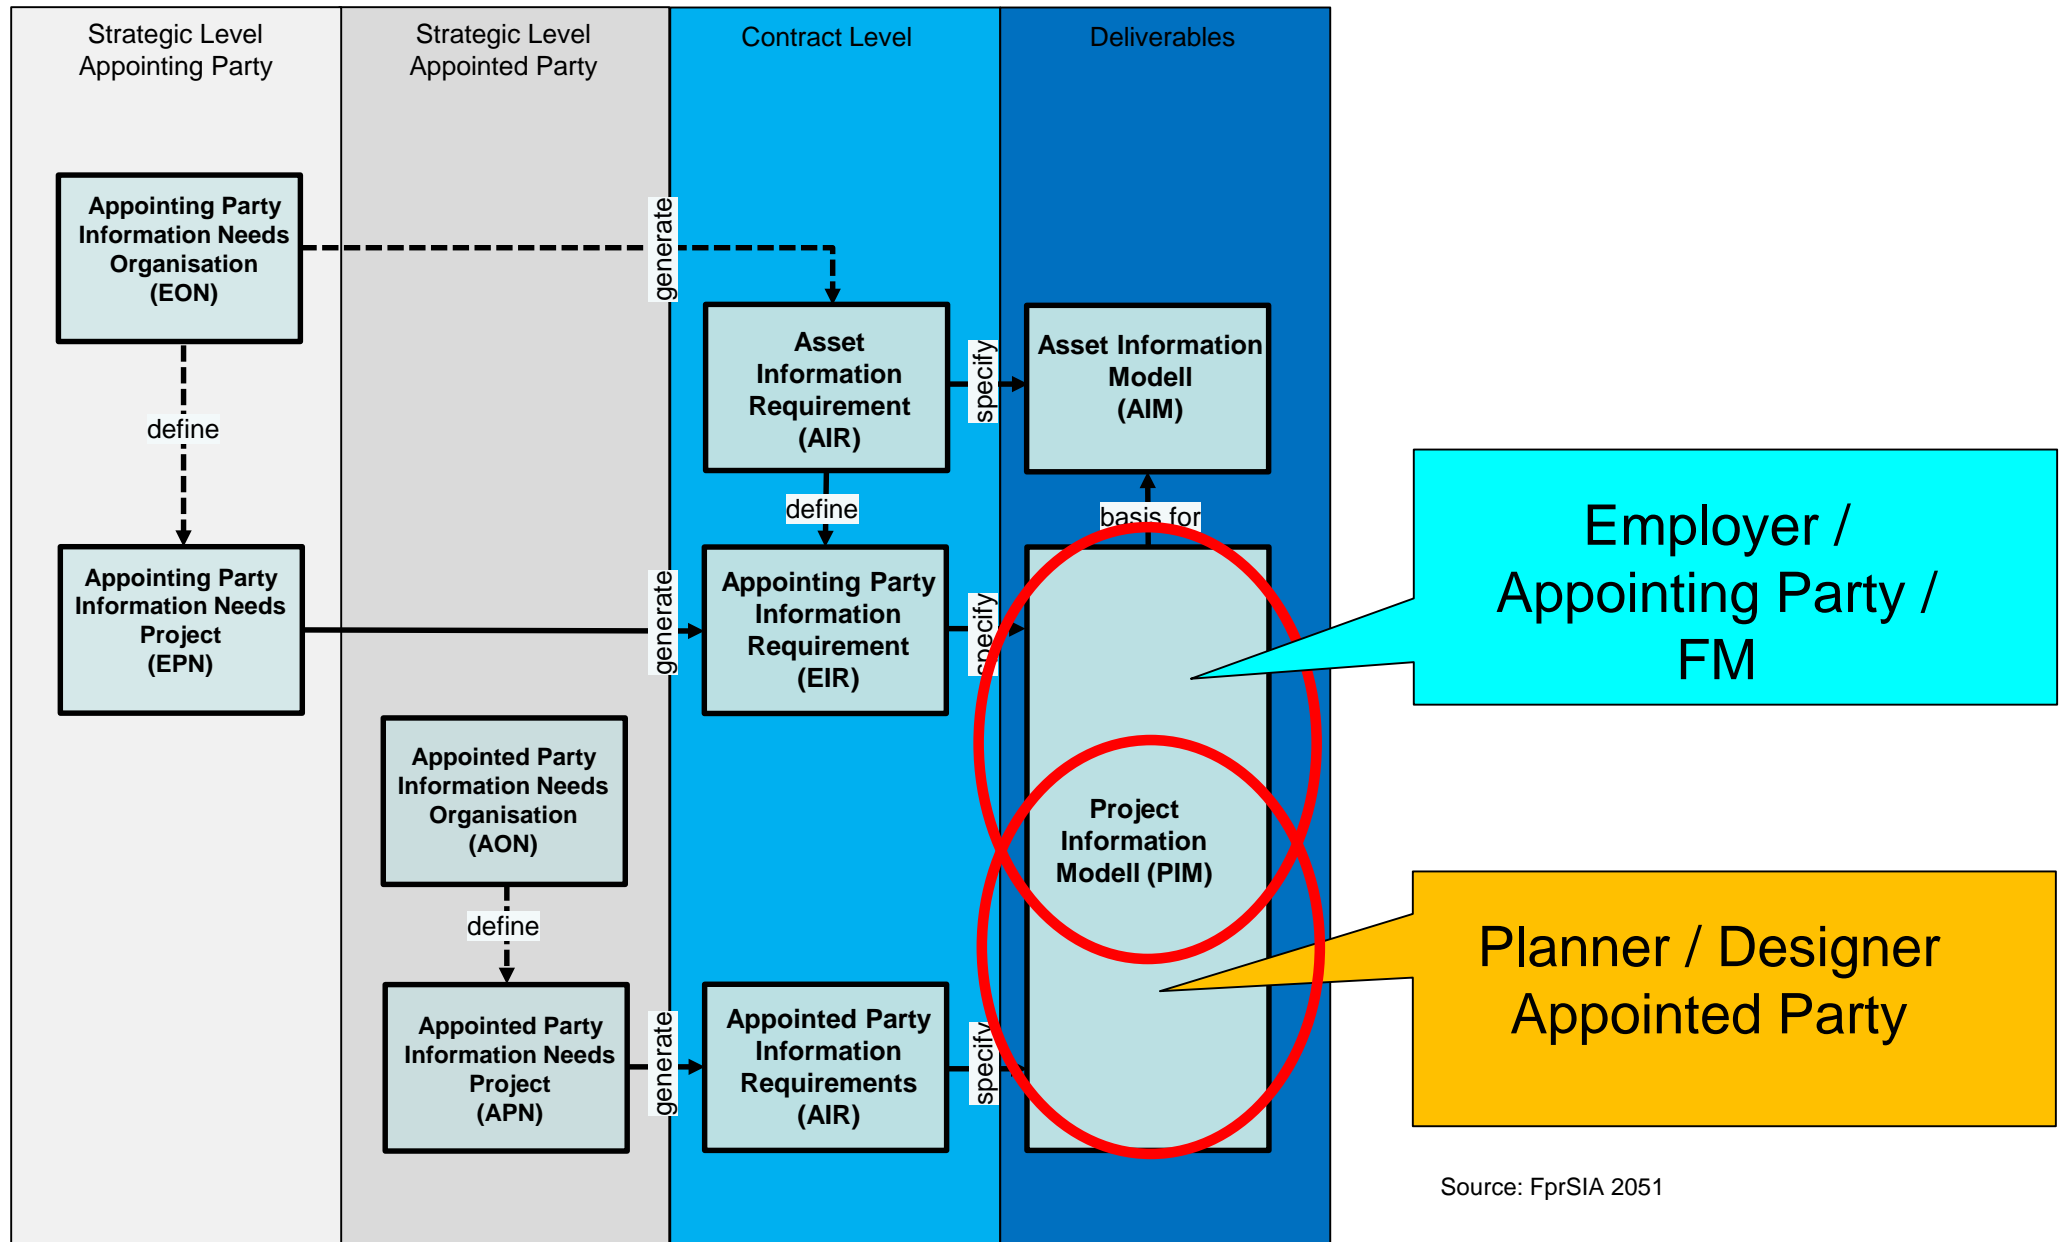 Strategic Level
Appointing Party
Strategic Level
Appointed Party
Contract Level
Deliverables
Appointing Party
Information Needs
Organisation
(EON)
generate
Asset
Information
Requirement
(AIR)
specify
Asset Information
Modell
(AIM)
define
define
basis for
Appointing Party
Information Needs
Project
(EPN)
generate
Appointing Party
Information
Requirement
(EIR)
specify
Employer /
Appointing Party /
FM
Appointed Party
Information Needs
Organisation
(AON)
Project
Information
Modell (PIM)
define
Planner / Designer
Appointed Party
Appointed Party
Information Needs
Project
(APN)
generate
Appointed Party
Information
Requirements
(AIR)
specify
Source: FprSIA 2051